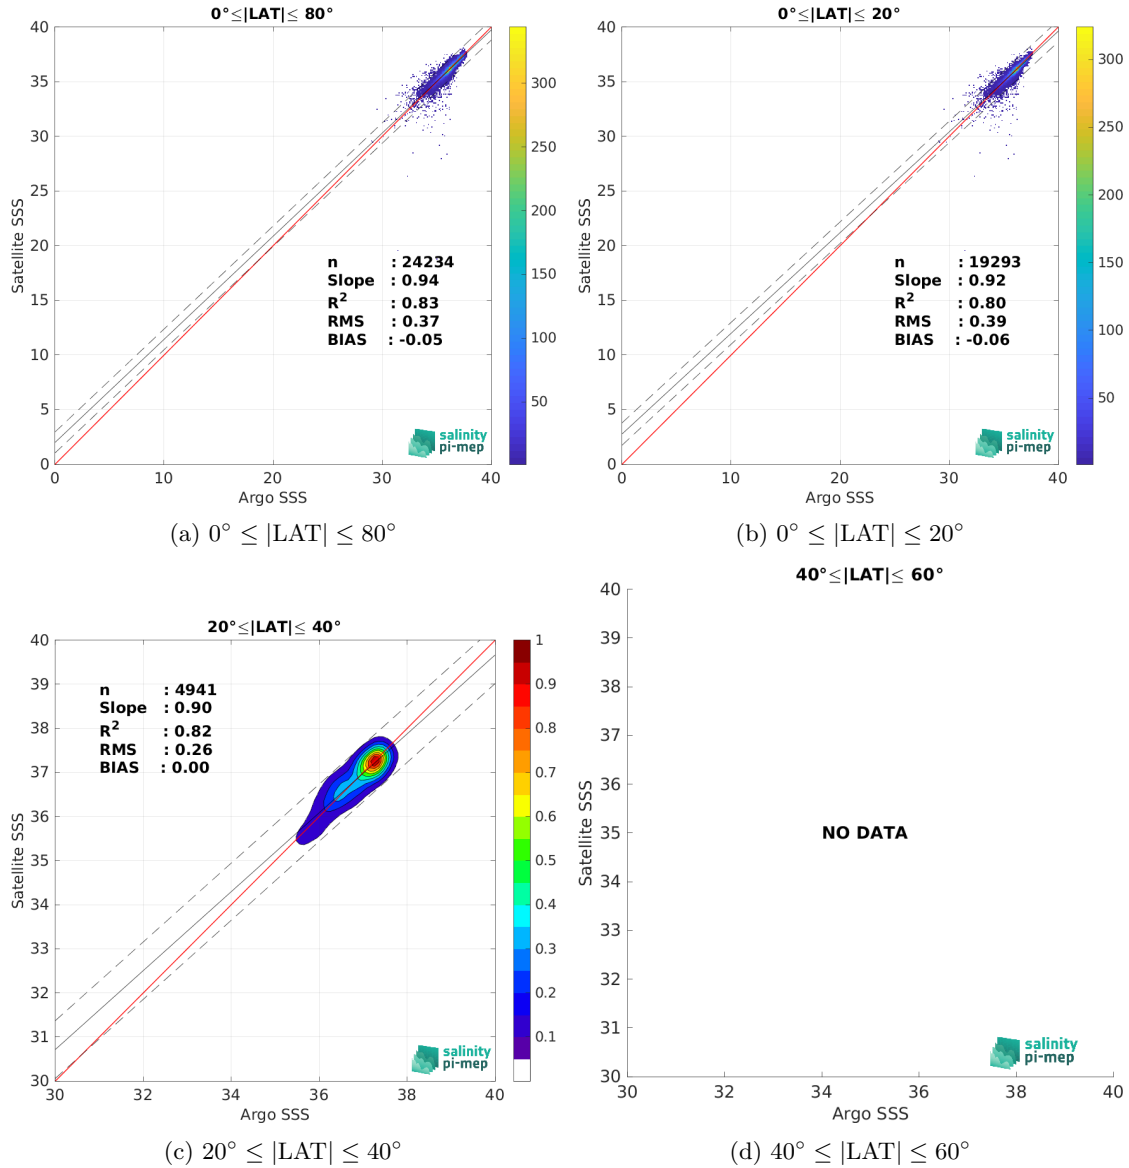 0°≤|LAT|≤ 80°
40
35
30
25
20
15
10
5
0
Satellite SSS
n : 24234
Slope : 0.94
R² : 0.83
RMS : 0.37
BIAS : -0.05
salinity
pi-mep
0 10 20 30 40
Argo SSS
300
250
200
150
100
50
(a) 0° ≤ |LAT| ≤ 80°
0°≤|LAT|≤ 20°
40
35
30
25
20
15
10
5
0
Satellite SSS
n : 19293
Slope : 0.92
R² : 0.80
RMS : 0.39
BIAS : -0.06
salinity
pi-mep
0 10 20 30 40
Argo SSS
300
250
200
150
100
50
(b) 0° ≤ |LAT| ≤ 20°
20°≤|LAT|≤ 40°
40
39
38
37
36
35
34
33
32
31
30
Satellite SSS
n : 4941
Slope : 0.90
R² : 0.82
RMS : 0.26
BIAS : 0.00
salinity
pi-mep
30 32 34 36 38 40
Argo SSS
1
0.9
0.8
0.7
0.6
0.5
0.4
0.3
0.2
0.1
(c) 20° ≤ |LAT| ≤ 40°
40°≤|LAT|≤ 60°
40
39
38
37
36
35
34
33
32
31
30
Satellite SSS
NO DATA
salinity
pi-mep
30 32 34 36 38 40
Argo SSS
(d) 40° ≤ |LAT| ≤ 60°